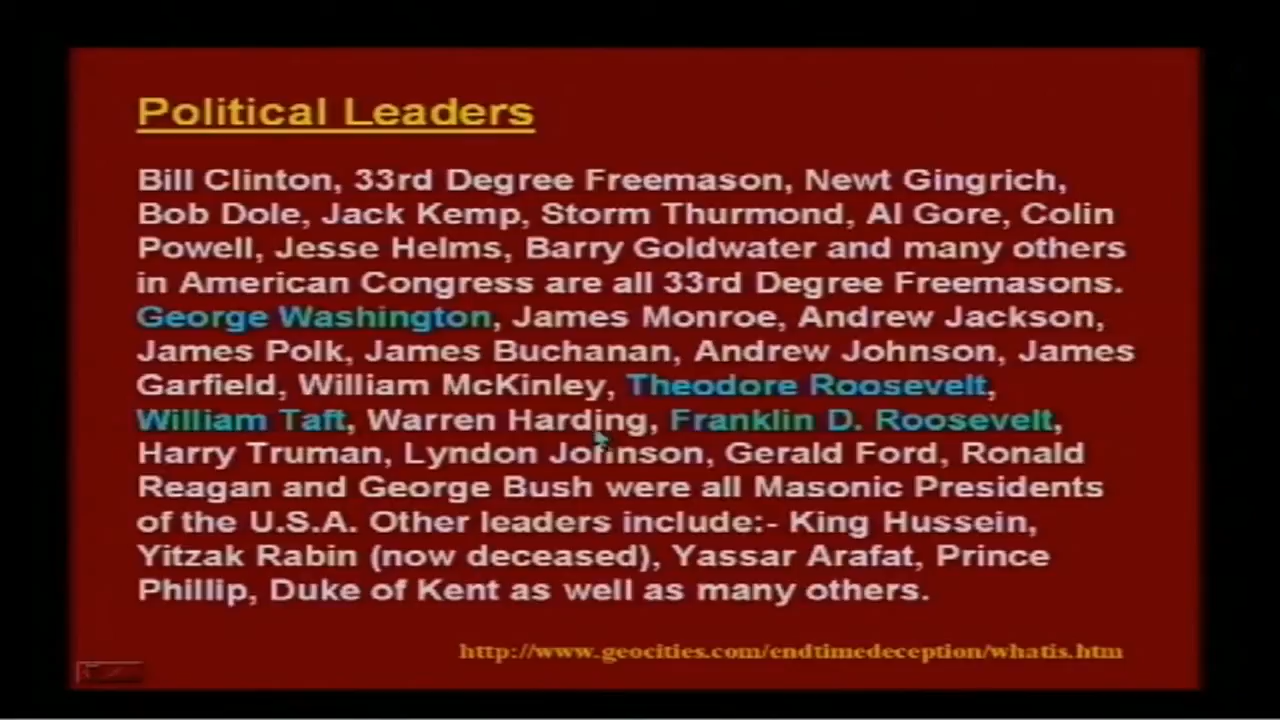 Political Leaders
Bill Clinton, 33rd Degree Freemason, Newt Gingrich,
Bob Dole, Jack Kemp, Storm Thurmond, Al Gore, Colin
Powell, Jesse Helms, Barry Goldwater and many others
in American Congress are all 33rd Degree Freemasons.
George Washington, James Monroe, Andrew Jackson,
James Polk, James Buchanan, Andrew Johnson, James
Garfield, William McKinley, Theodore Roosevelt,
William Taft, Warren Harding, Franklin D. Roosevelt,
Harry Truman, Lyndon Johnson, Gerald Ford, Ronald
Reagan and George Bush were all Masonic Presidents
of the U.S.A. Other leaders include:- King Hussein,
Yitzak Rabin (now deceased), Yassar Arafat, Prince
Phillip, Duke of Kent as well as many others.
http://www.geocities.com/endtimedeception/whatis.htm